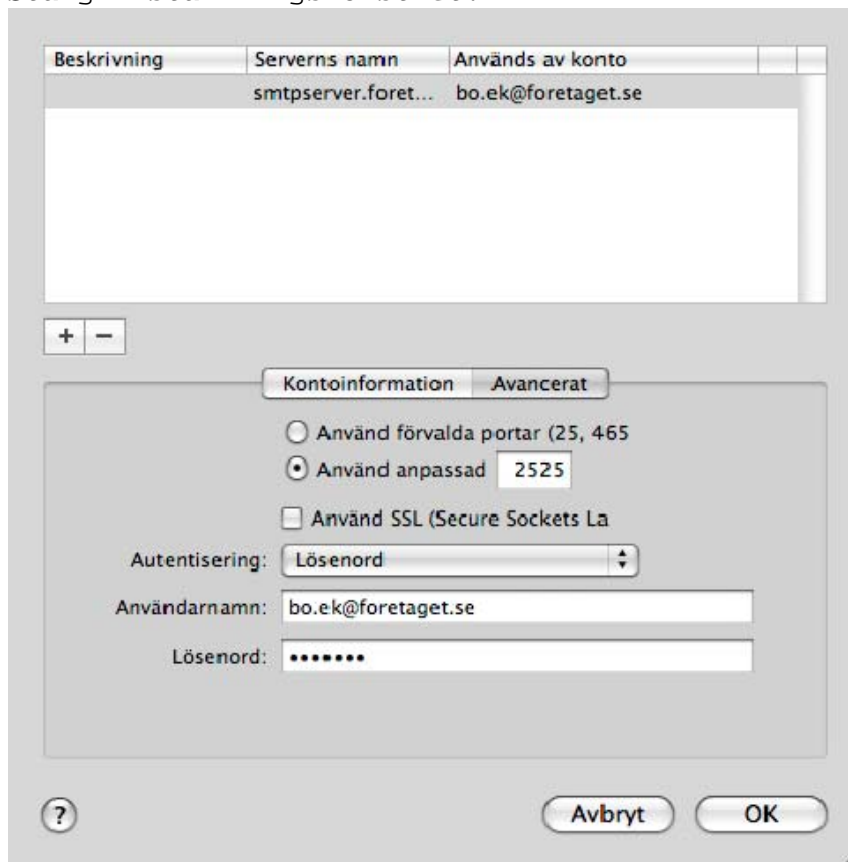 Beskrivning Serverns namn Används av konto
smtpserver.foret... bo.ek@foretaget.se
+ −
Kontoinformation Avancerat
Använd förvalda portar (25, 465
Använd anpassad 2525
Använd SSL (Secure Sockets La
Autentisering: Lösenord
Användarnamn: bo.ek@foretaget.se
Lösenord: •••••••
? Avbryt OK